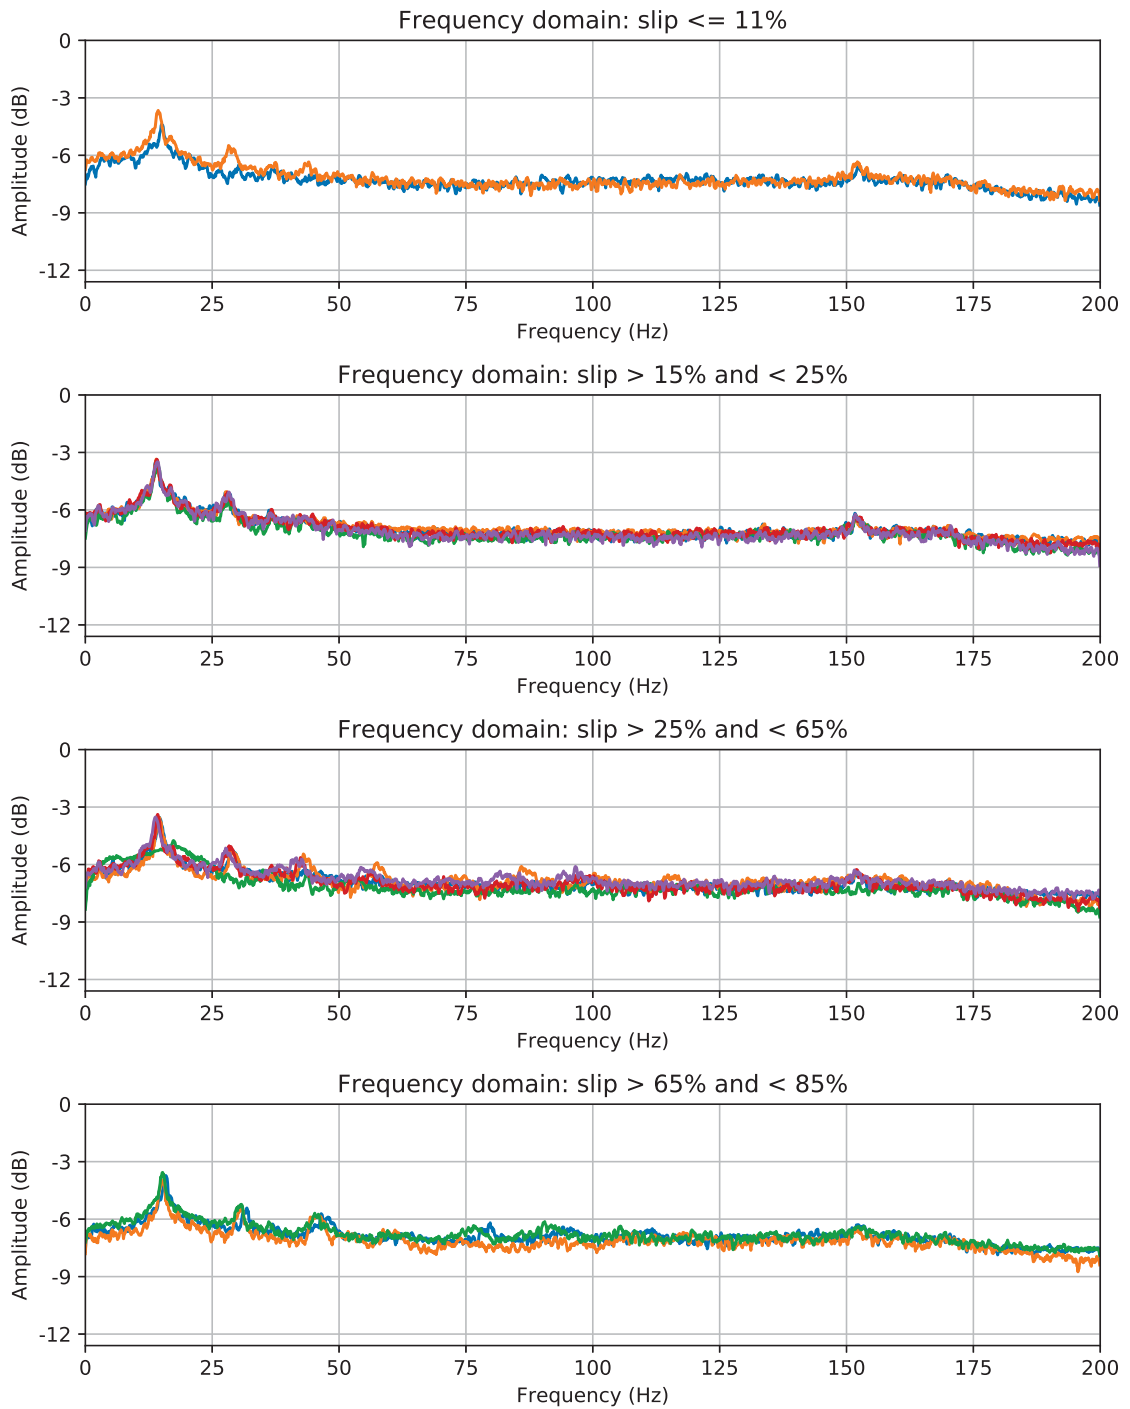 Frequency domain: slip <= 11%
0
-3
-6
-9
-12
Amplitude (dB)
0 25 50 75 100 125 150 175 200
Frequency (Hz)
Frequency domain: slip > 15% and < 25%
0
-3
-6
-9
-12
Amplitude (dB)
0 25 50 75 100 125 150 175 200
Frequency (Hz)
Frequency domain: slip > 25% and < 65%
0
-3
-6
-9
-12
Amplitude (dB)
0 25 50 75 100 125 150 175 200
Frequency (Hz)
Frequency domain: slip > 65% and < 85%
0
-3
-6
-9
-12
Amplitude (dB)
0 25 50 75 100 125 150 175 200
Frequency (Hz)